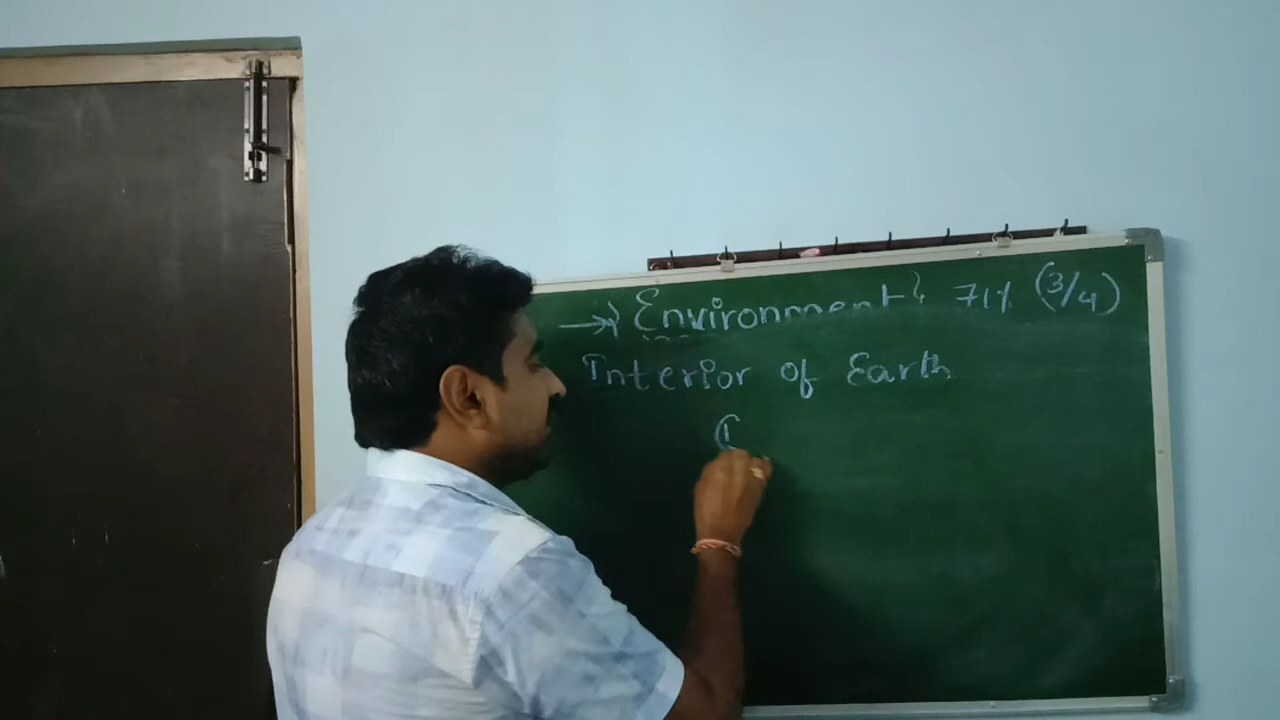 → Environment 71% (3/4)
Interior of Earth